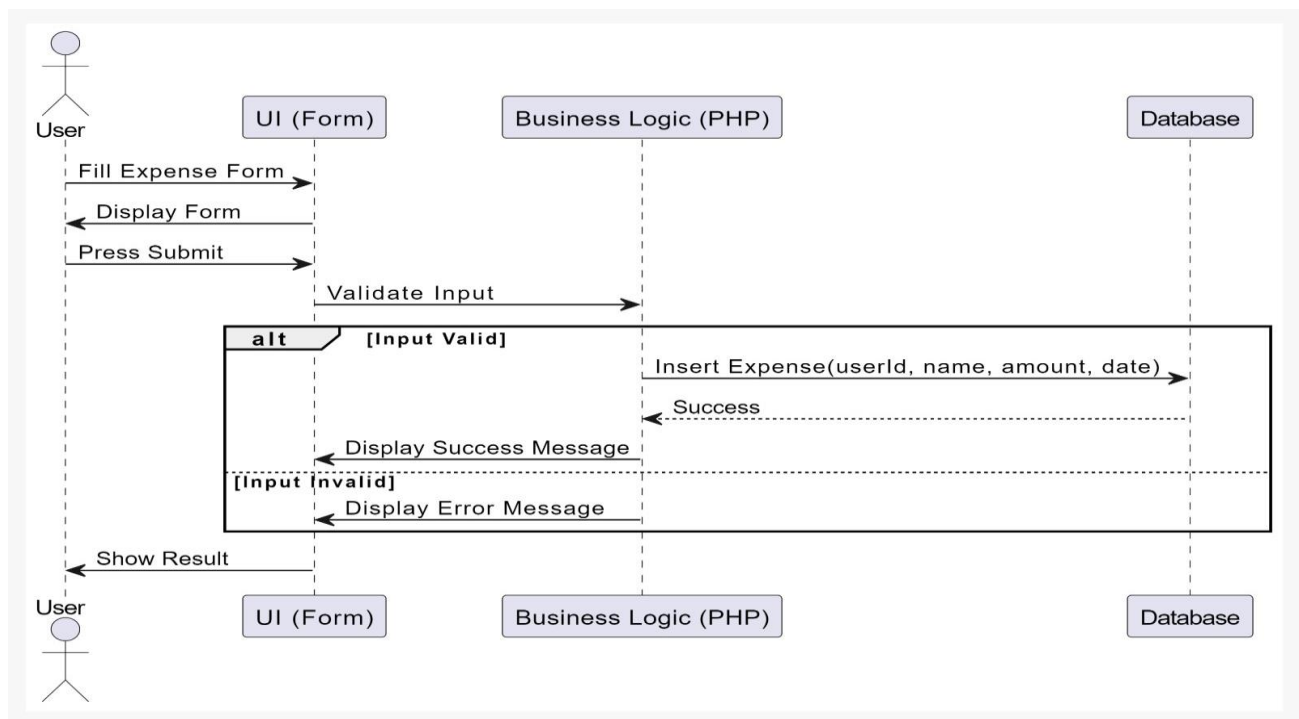 User
UI (Form)
Business Logic (PHP)
Database
Fill Expense Form
Display Form
Press Submit
Validate Input
alt
[Input Valid]
Insert Expense(userId, name, amount, date)
Success
Display Success Message
[Input Invalid]
Display Error Message
Show Result
User
UI (Form)
Business Logic (PHP)
Database